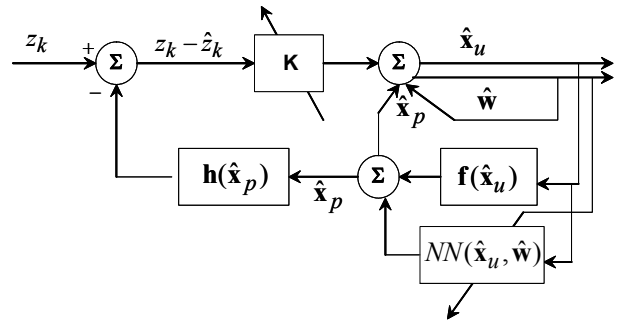 z_k
+
−
Σ
z_k − ẑ_k
K
Σ
x̂_u
ŵ
x̂_p
h(x̂_p)
x̂_p
Σ
f(x̂_u)
NN(x̂_u, ŵ)